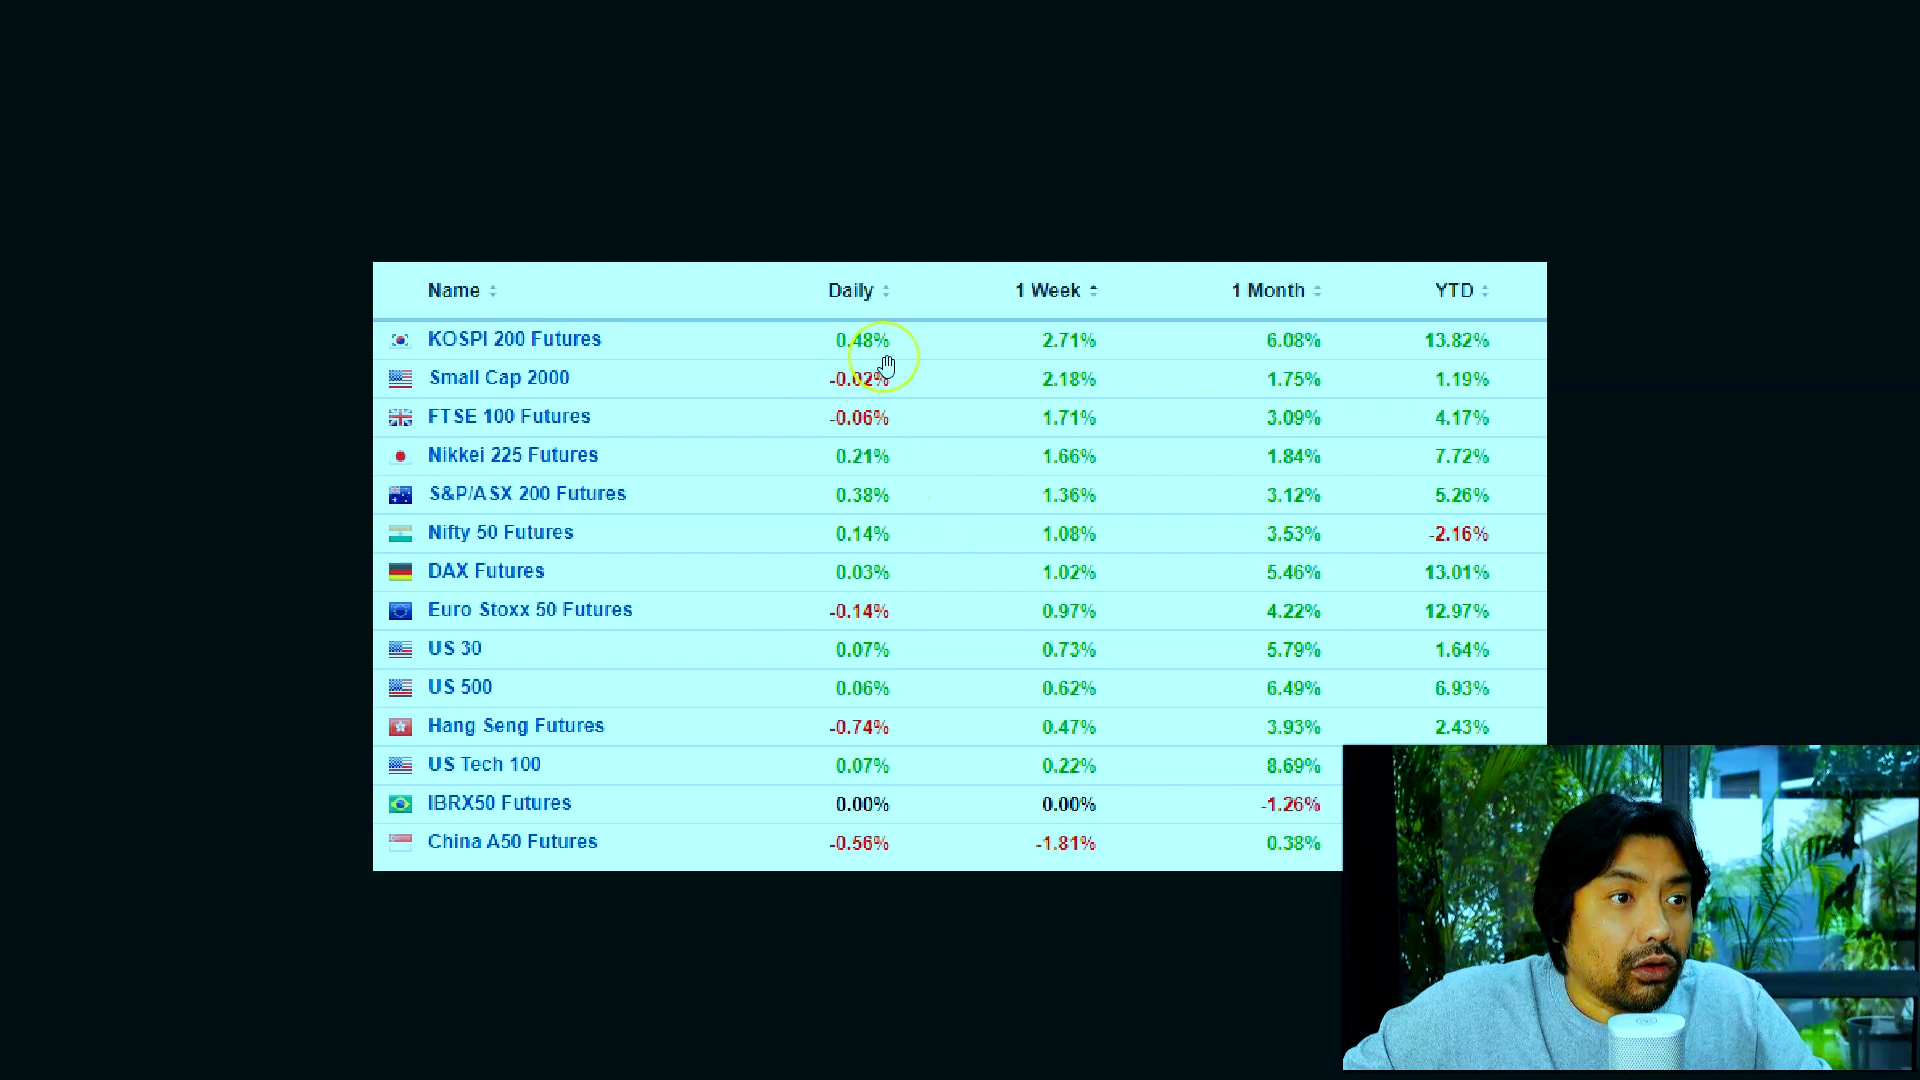 Name Daily 1 Week 1 Month YTD
KOSPI 200 Futures 0.48% 2.71% 6.08% 13.82%
Small Cap 2000 -0.02% 2.18% 1.75% 1.19%
FTSE 100 Futures -0.06% 1.71% 3.09% 4.17%
Nikkei 225 Futures 0.21% 1.66% 1.84% 7.72%
S&P/ASX 200 Futures 0.38% 1.36% 3.12% 5.26%
Nifty 50 Futures 0.14% 1.08% 3.53% -2.16%
DAX Futures 0.03% 1.02% 5.46% 13.01%
Euro Stoxx 50 Futures -0.14% 0.97% 4.22% 12.97%
US 30 0.07% 0.73% 5.79% 1.64%
US 500 0.06% 0.62% 6.49% 6.93%
Hang Seng Futures -0.74% 0.47% 3.93% 2.43%
US Tech 100 0.07% 0.22% 8.69%
IBRX50 Futures 0.00% 0.00% -1.26%
China A50 Futures -0.56% -1.81% 0.38%